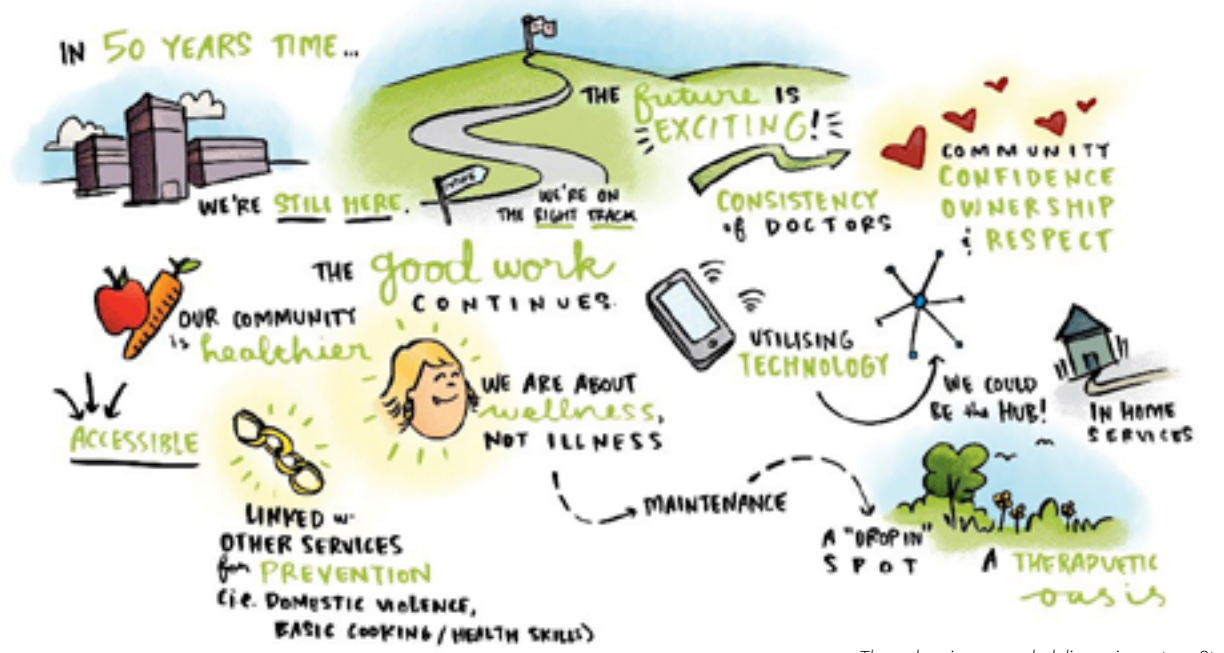 IN 50 YEARS TIME...
WE'RE STILL HERE.
FUTURE
WE'RE ON
THE RIGHT TRACK
THE future IS
EXCITING!
CONSISTENCY
of DOCTORS
COMMUNITY
CONFIDENCE
OWNERSHIP
& RESPECT
THE good work
CONTINUES.
OUR COMMUNITY
is healthier
WE ARE ABOUT
wellness,
NOT ILLNESS
UTILISING
TECHNOLOGY
WE COULD
BE the HUB!
IN HOME
SERVICES
ACCESSIBLE
LINKED w-
OTHER SERVICES
for PREVENTION
(i.e. DOMESTIC VIOLENCE,
BASIC COOKING/HEALTH SKILLS)
MAINTENANCE
A "DROP IN"
SPOT
A THERAPUETIC
oasis